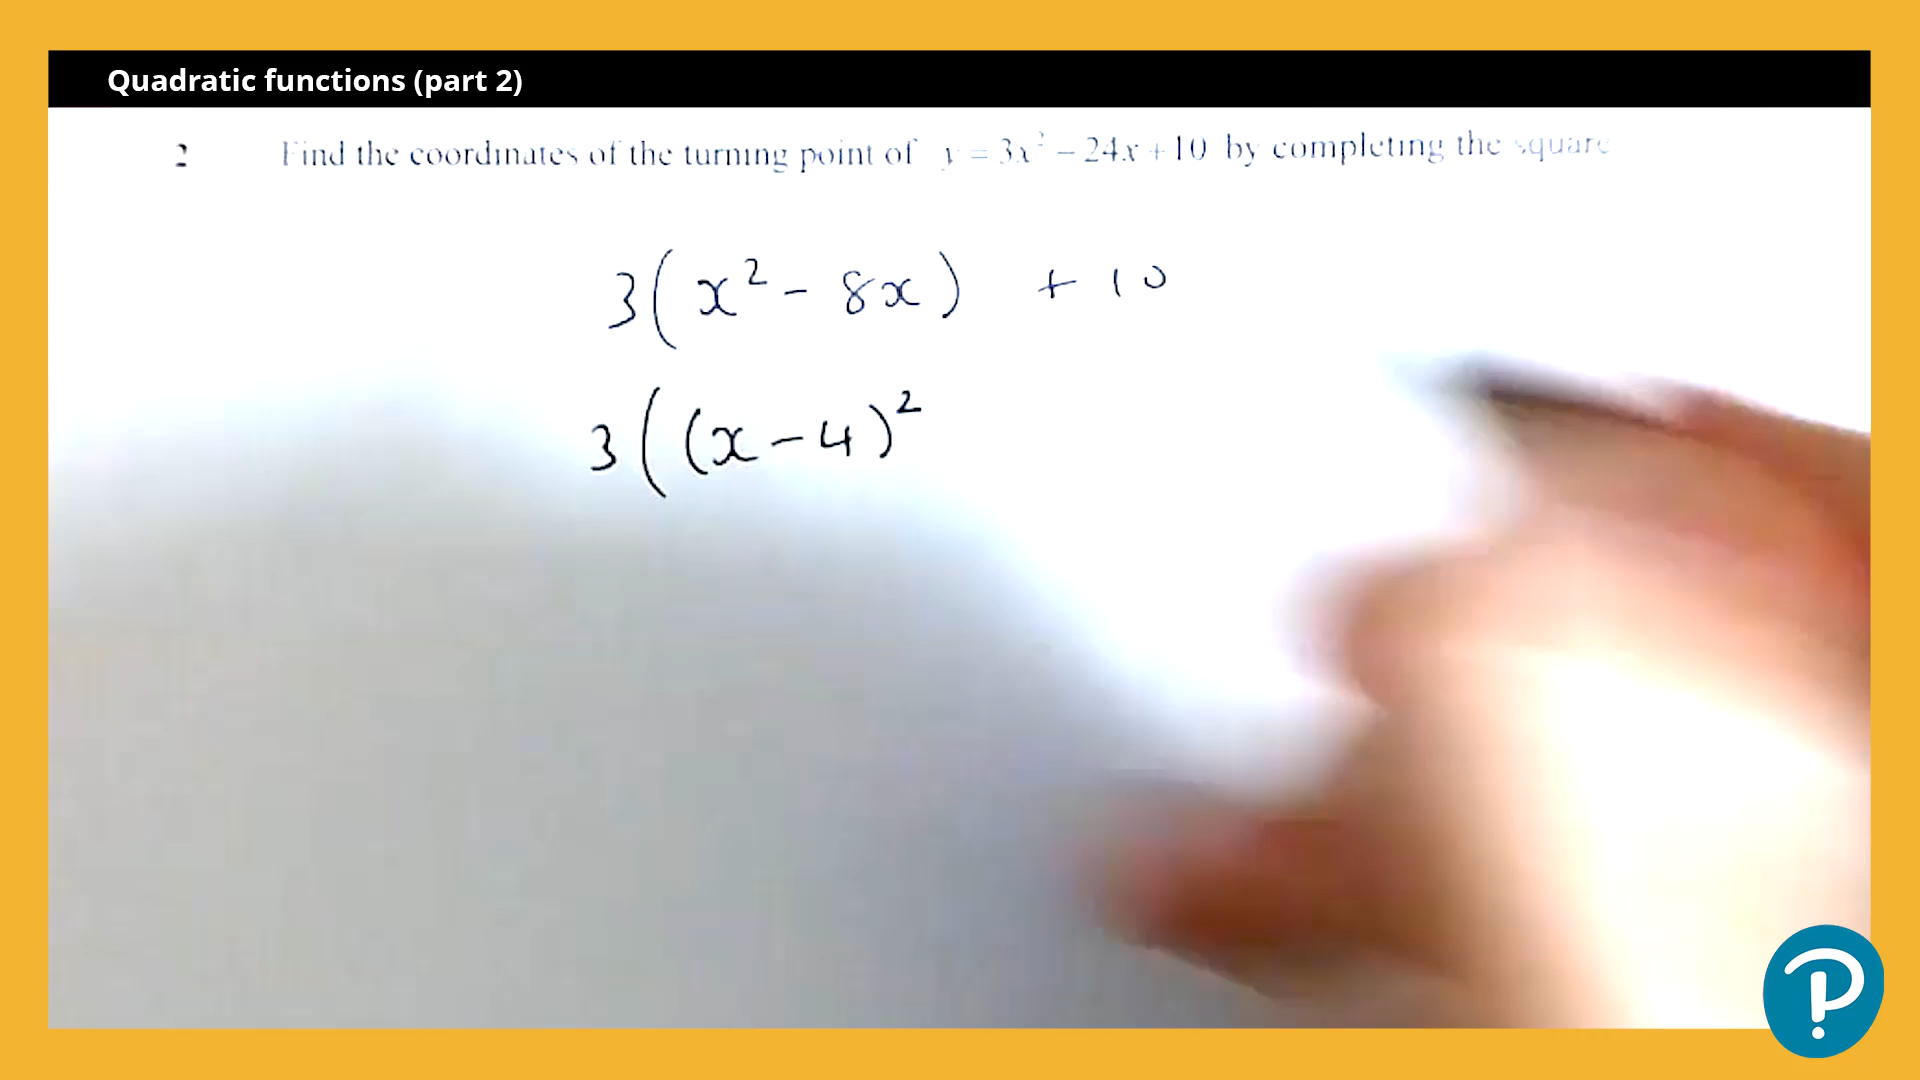 Quadratic functions (part 2)
2 Find the coordinates of the turning point of y = 3x² − 24x + 10 by completing the square
3(x² − 8x) + 10
3((x − 4)²